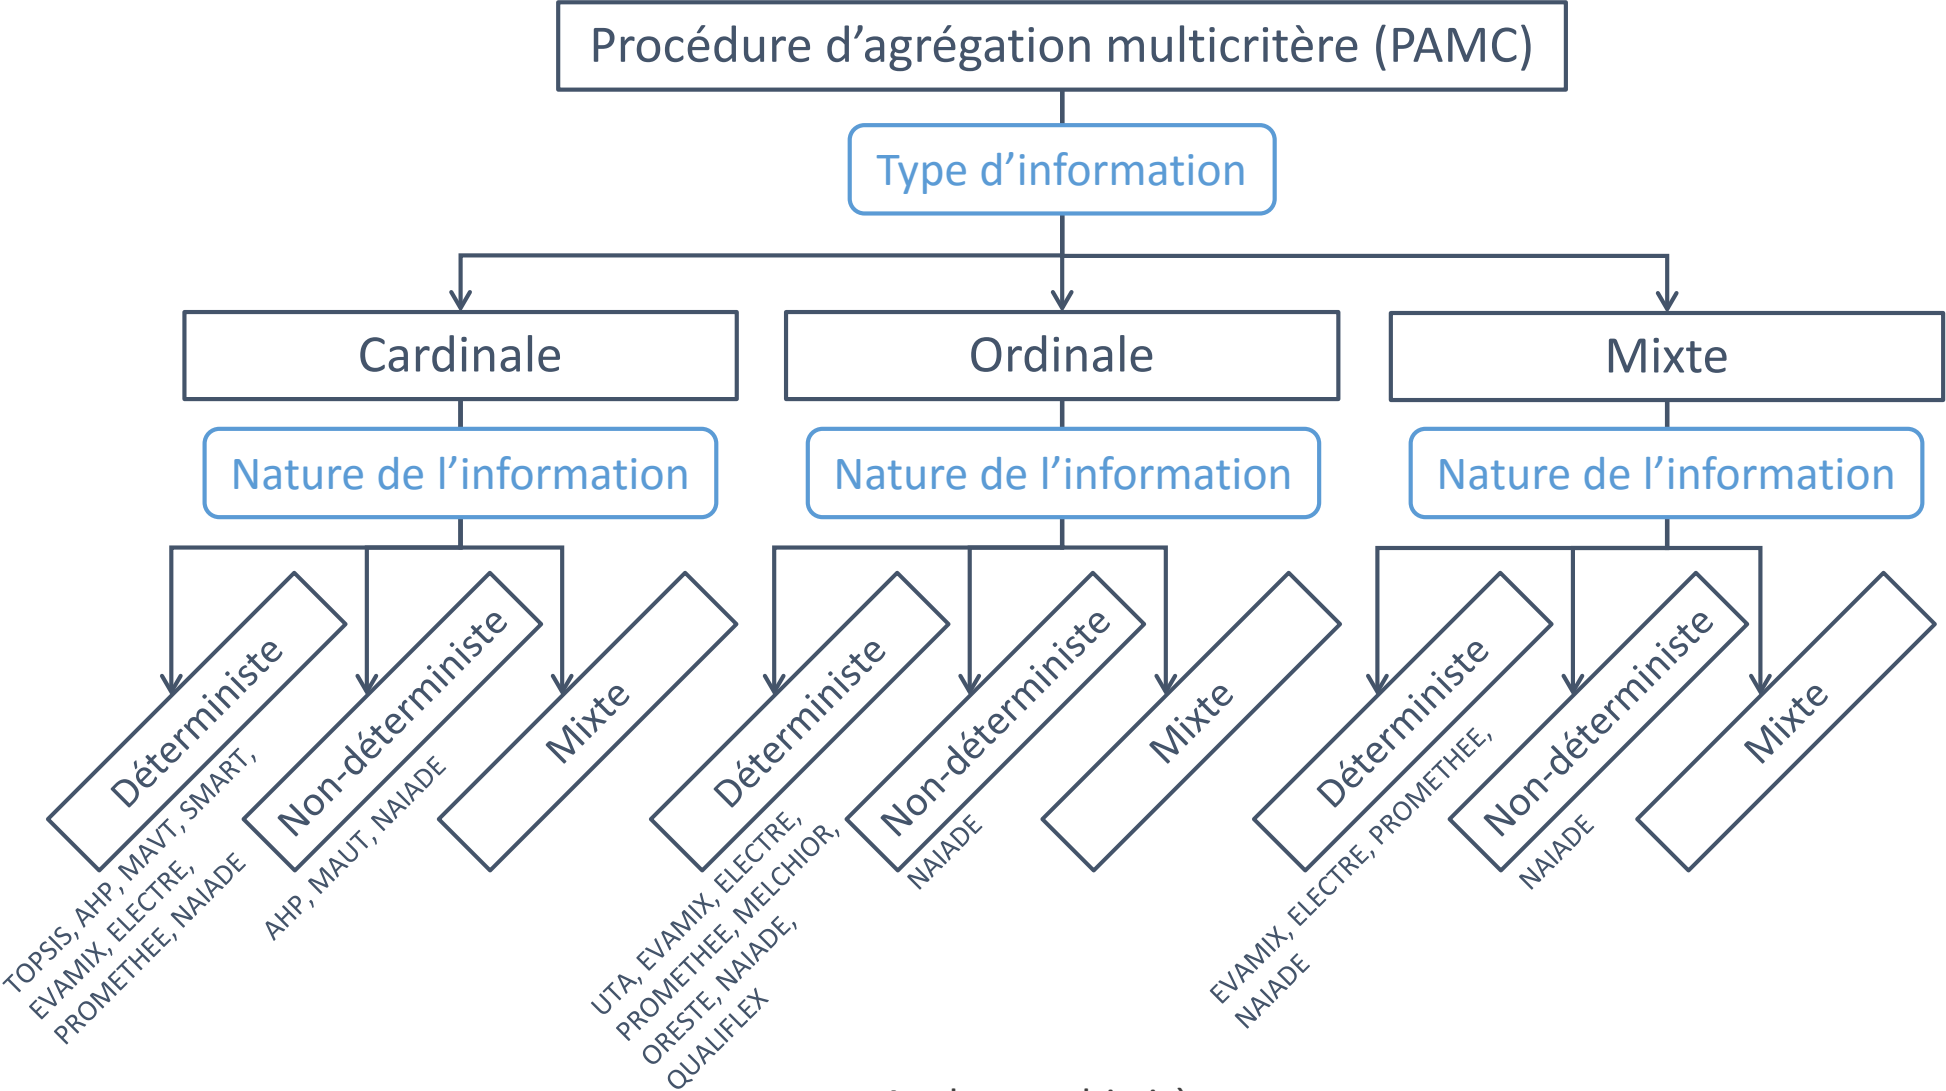 Procédure d’agrégation multicritère (PAMC)
Type d’information
Cardinale
Ordinale
Mixte
Nature de l’information
Nature de l’information
Nature de l’information
Déterministe
TOPSIS, AHP, MAVT, SMART,
EVAMIX, ELECTRE,
PROMETHEE, NAIADE
Non-déterministe
AHP, MAUT, NAIADE
Mixte
Déterministe
UTA, EVAMIX, ELECTRE,
PROMETHEE, MELCHIOR,
ORESTE, NAIADE,
QUALIFLEX
Non-déterministe
NAIADE
Mixte
Déterministe
EVAMIX, ELECTRE, PROMETHEE,
NAIADE
Non-déterministe
NAIADE
Mixte